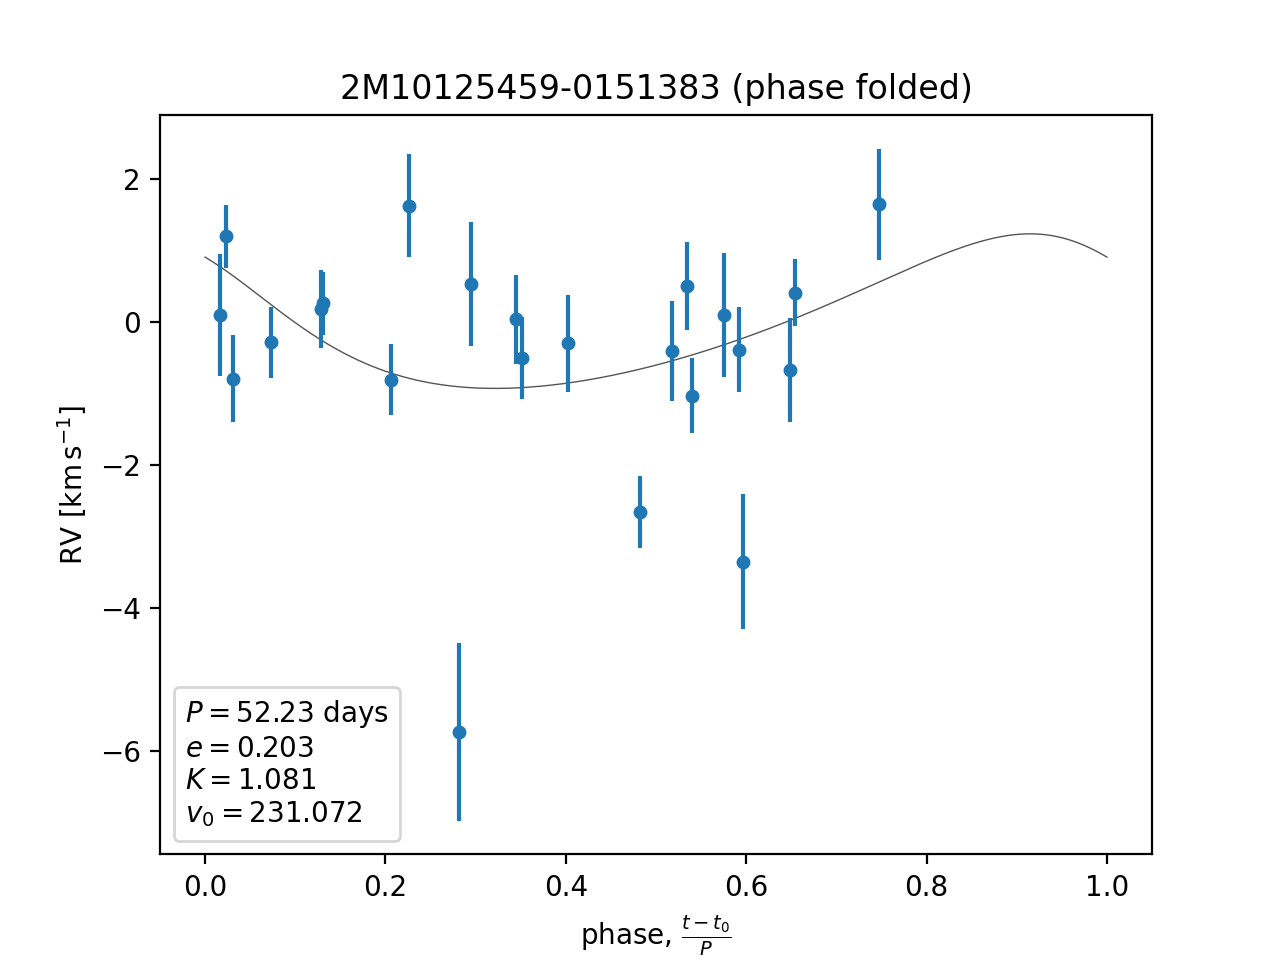 2M10125459-0151383 (phase folded)
2
0
−2
−4
−6
RV [km s⁻¹]
P = 52.23 days
e = 0.203
K = 1.081
v₀ = 231.072
0.0 0.2 0.4 0.6 0.8 1.0
phase, (t − t₀)/P